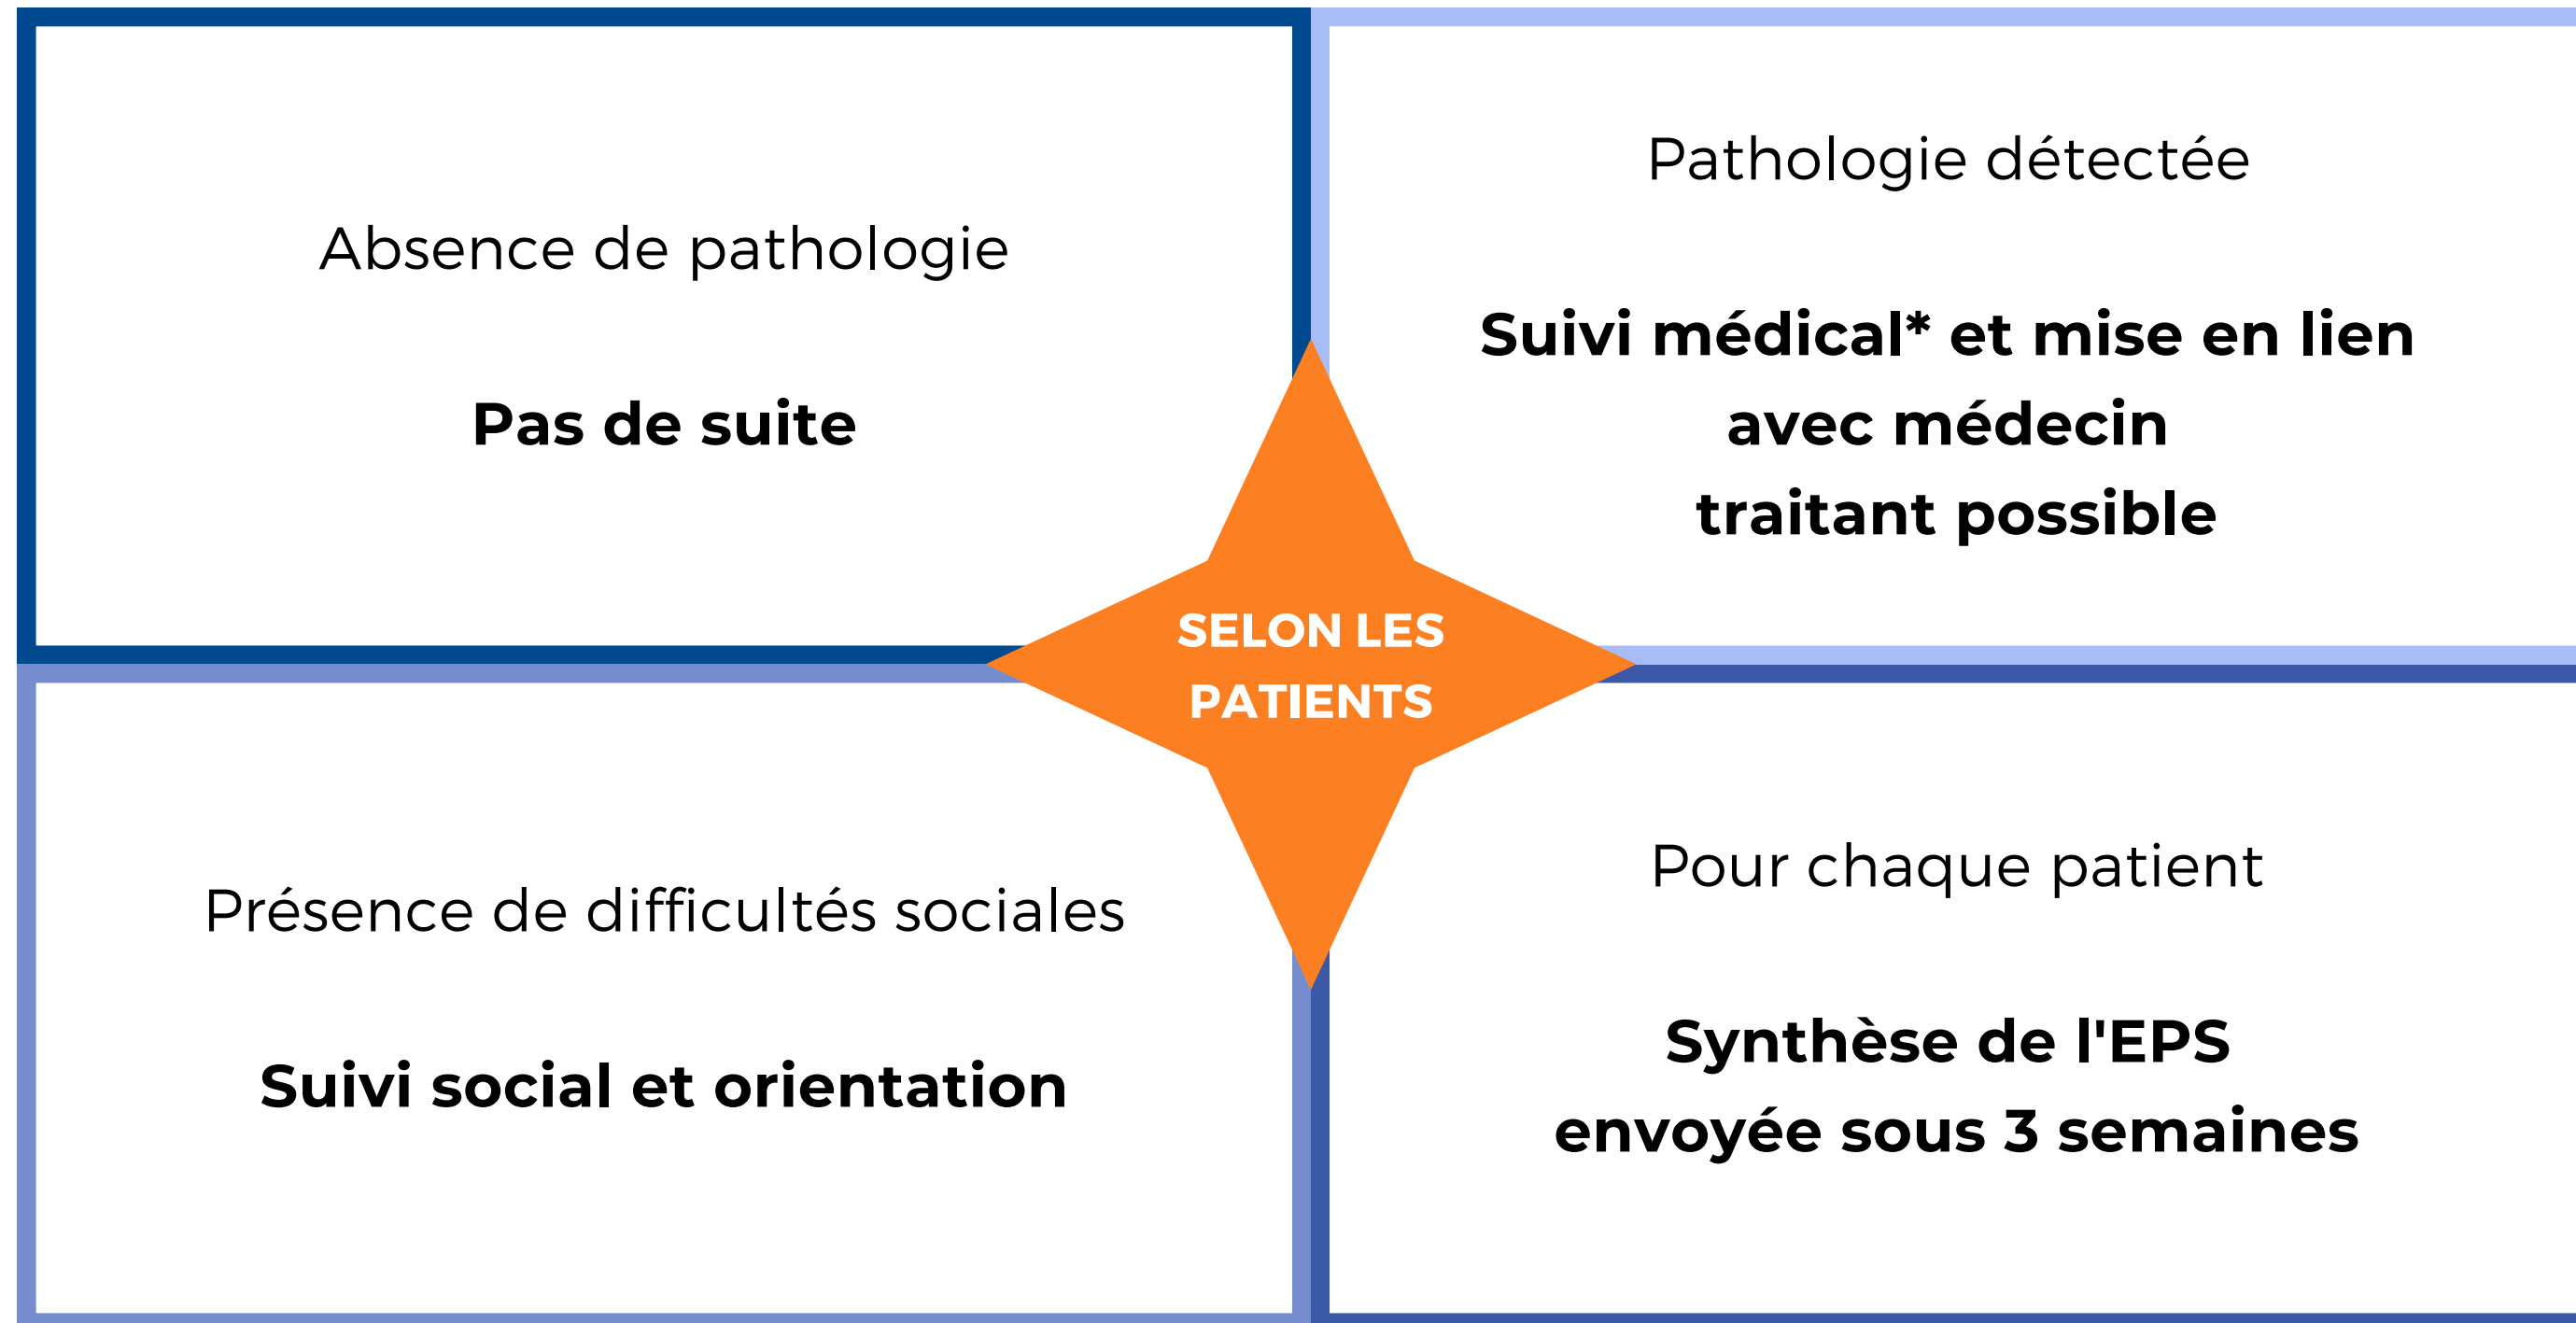 Absence de pathologie
Pas de suite
Pathologie détectée
Suivi médical* et mise en lien
avec médecin
traitant possible
SELON LES
PATIENTS
Présence de difficultés sociales
Suivi social et orientation
Pour chaque patient
Synthèse de l'EPS
envoyée sous 3 semaines